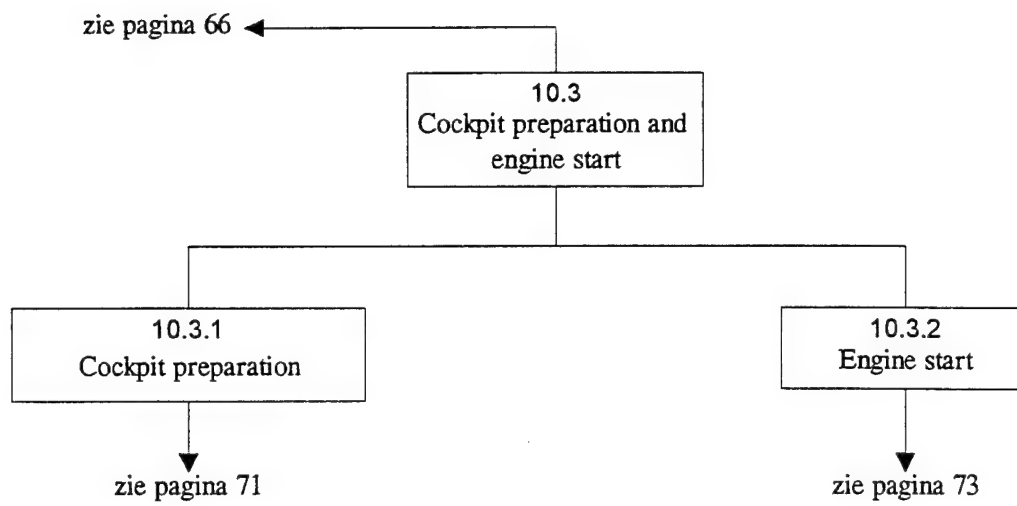 zie pagina 66
10.3
Cockpit preparation and
engine start
10.3.1
Cockpit preparation
10.3.2
Engine start
zie pagina 71
zie pagina 73